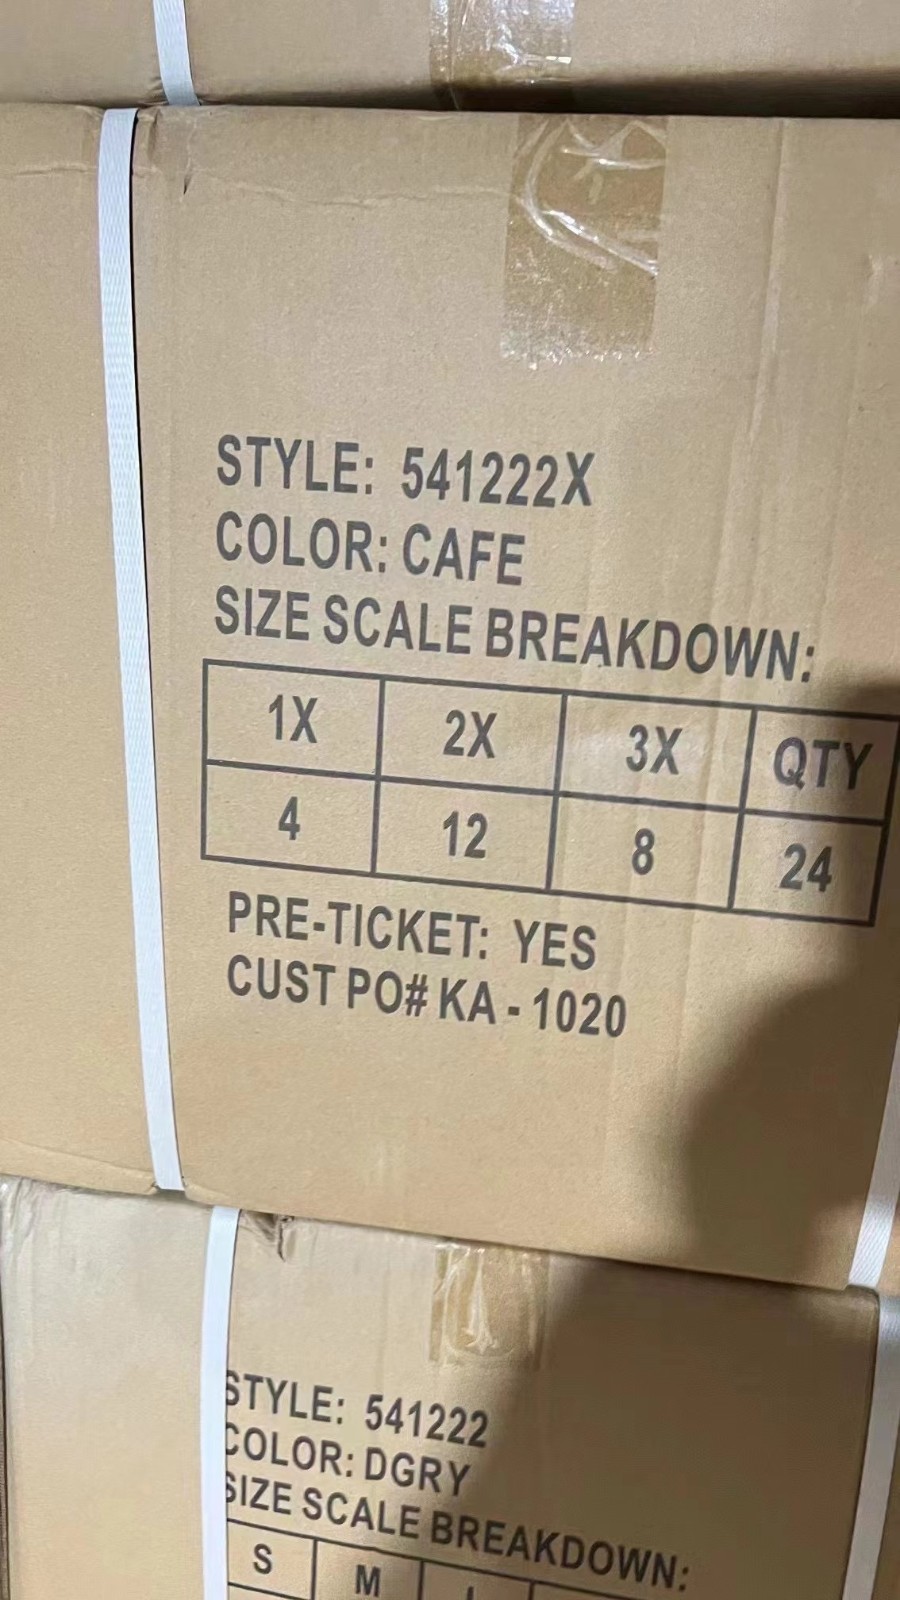 STYLE: 541222X
COLOR: CAFE
SIZE SCALE BREAKDOWN:
1X 2X 3X QTY
4 12 8 24
PRE-TICKET: YES
CUST PO# KA - 1020
STYLE: 541222
COLOR: DGRY
SIZE SCALE BREAKDOWN:
S M